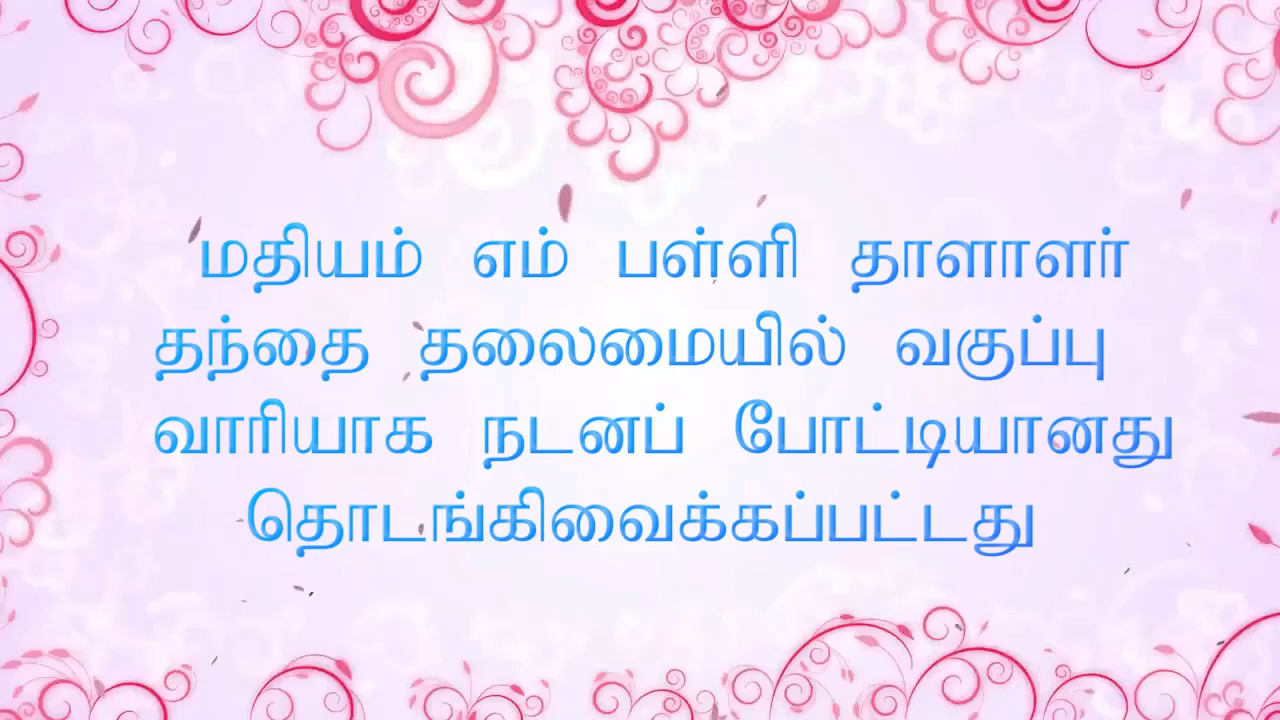 மதியம் எம் பள்ளி தாளாளர்
தந்தை தலைமையில் வகுப்பு
வாரியாக நடனப் போட்டியானது
தொடங்கிவைக்கப்பட்டது